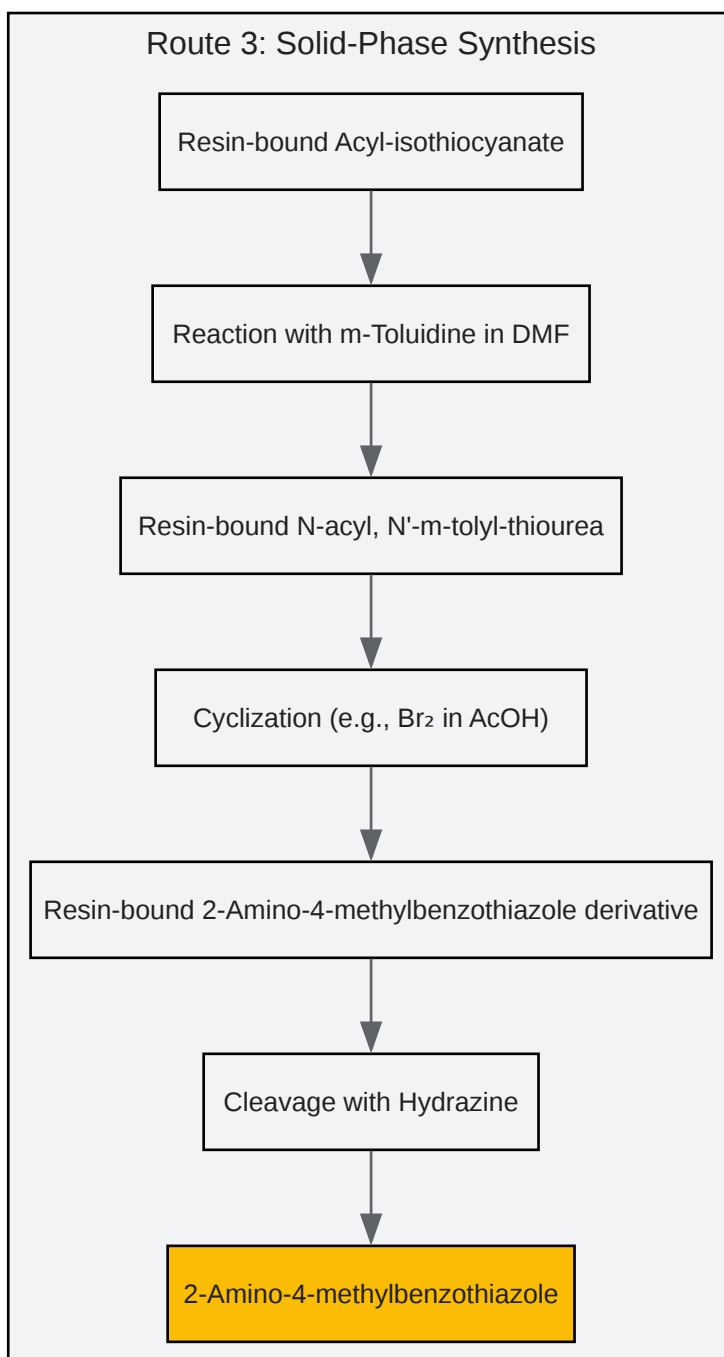 Route 3: Solid-Phase Synthesis
Resin-bound Acyl-isothiocyanate
Reaction with m-Toluidine in DMF
Resin-bound N-acyl, N'-m-tolyl-thiourea
Cyclization (e.g., Br₂ in AcOH)
Resin-bound 2-Amino-4-methylbenzothiazole derivative
Cleavage with Hydrazine
2-Amino-4-methylbenzothiazole